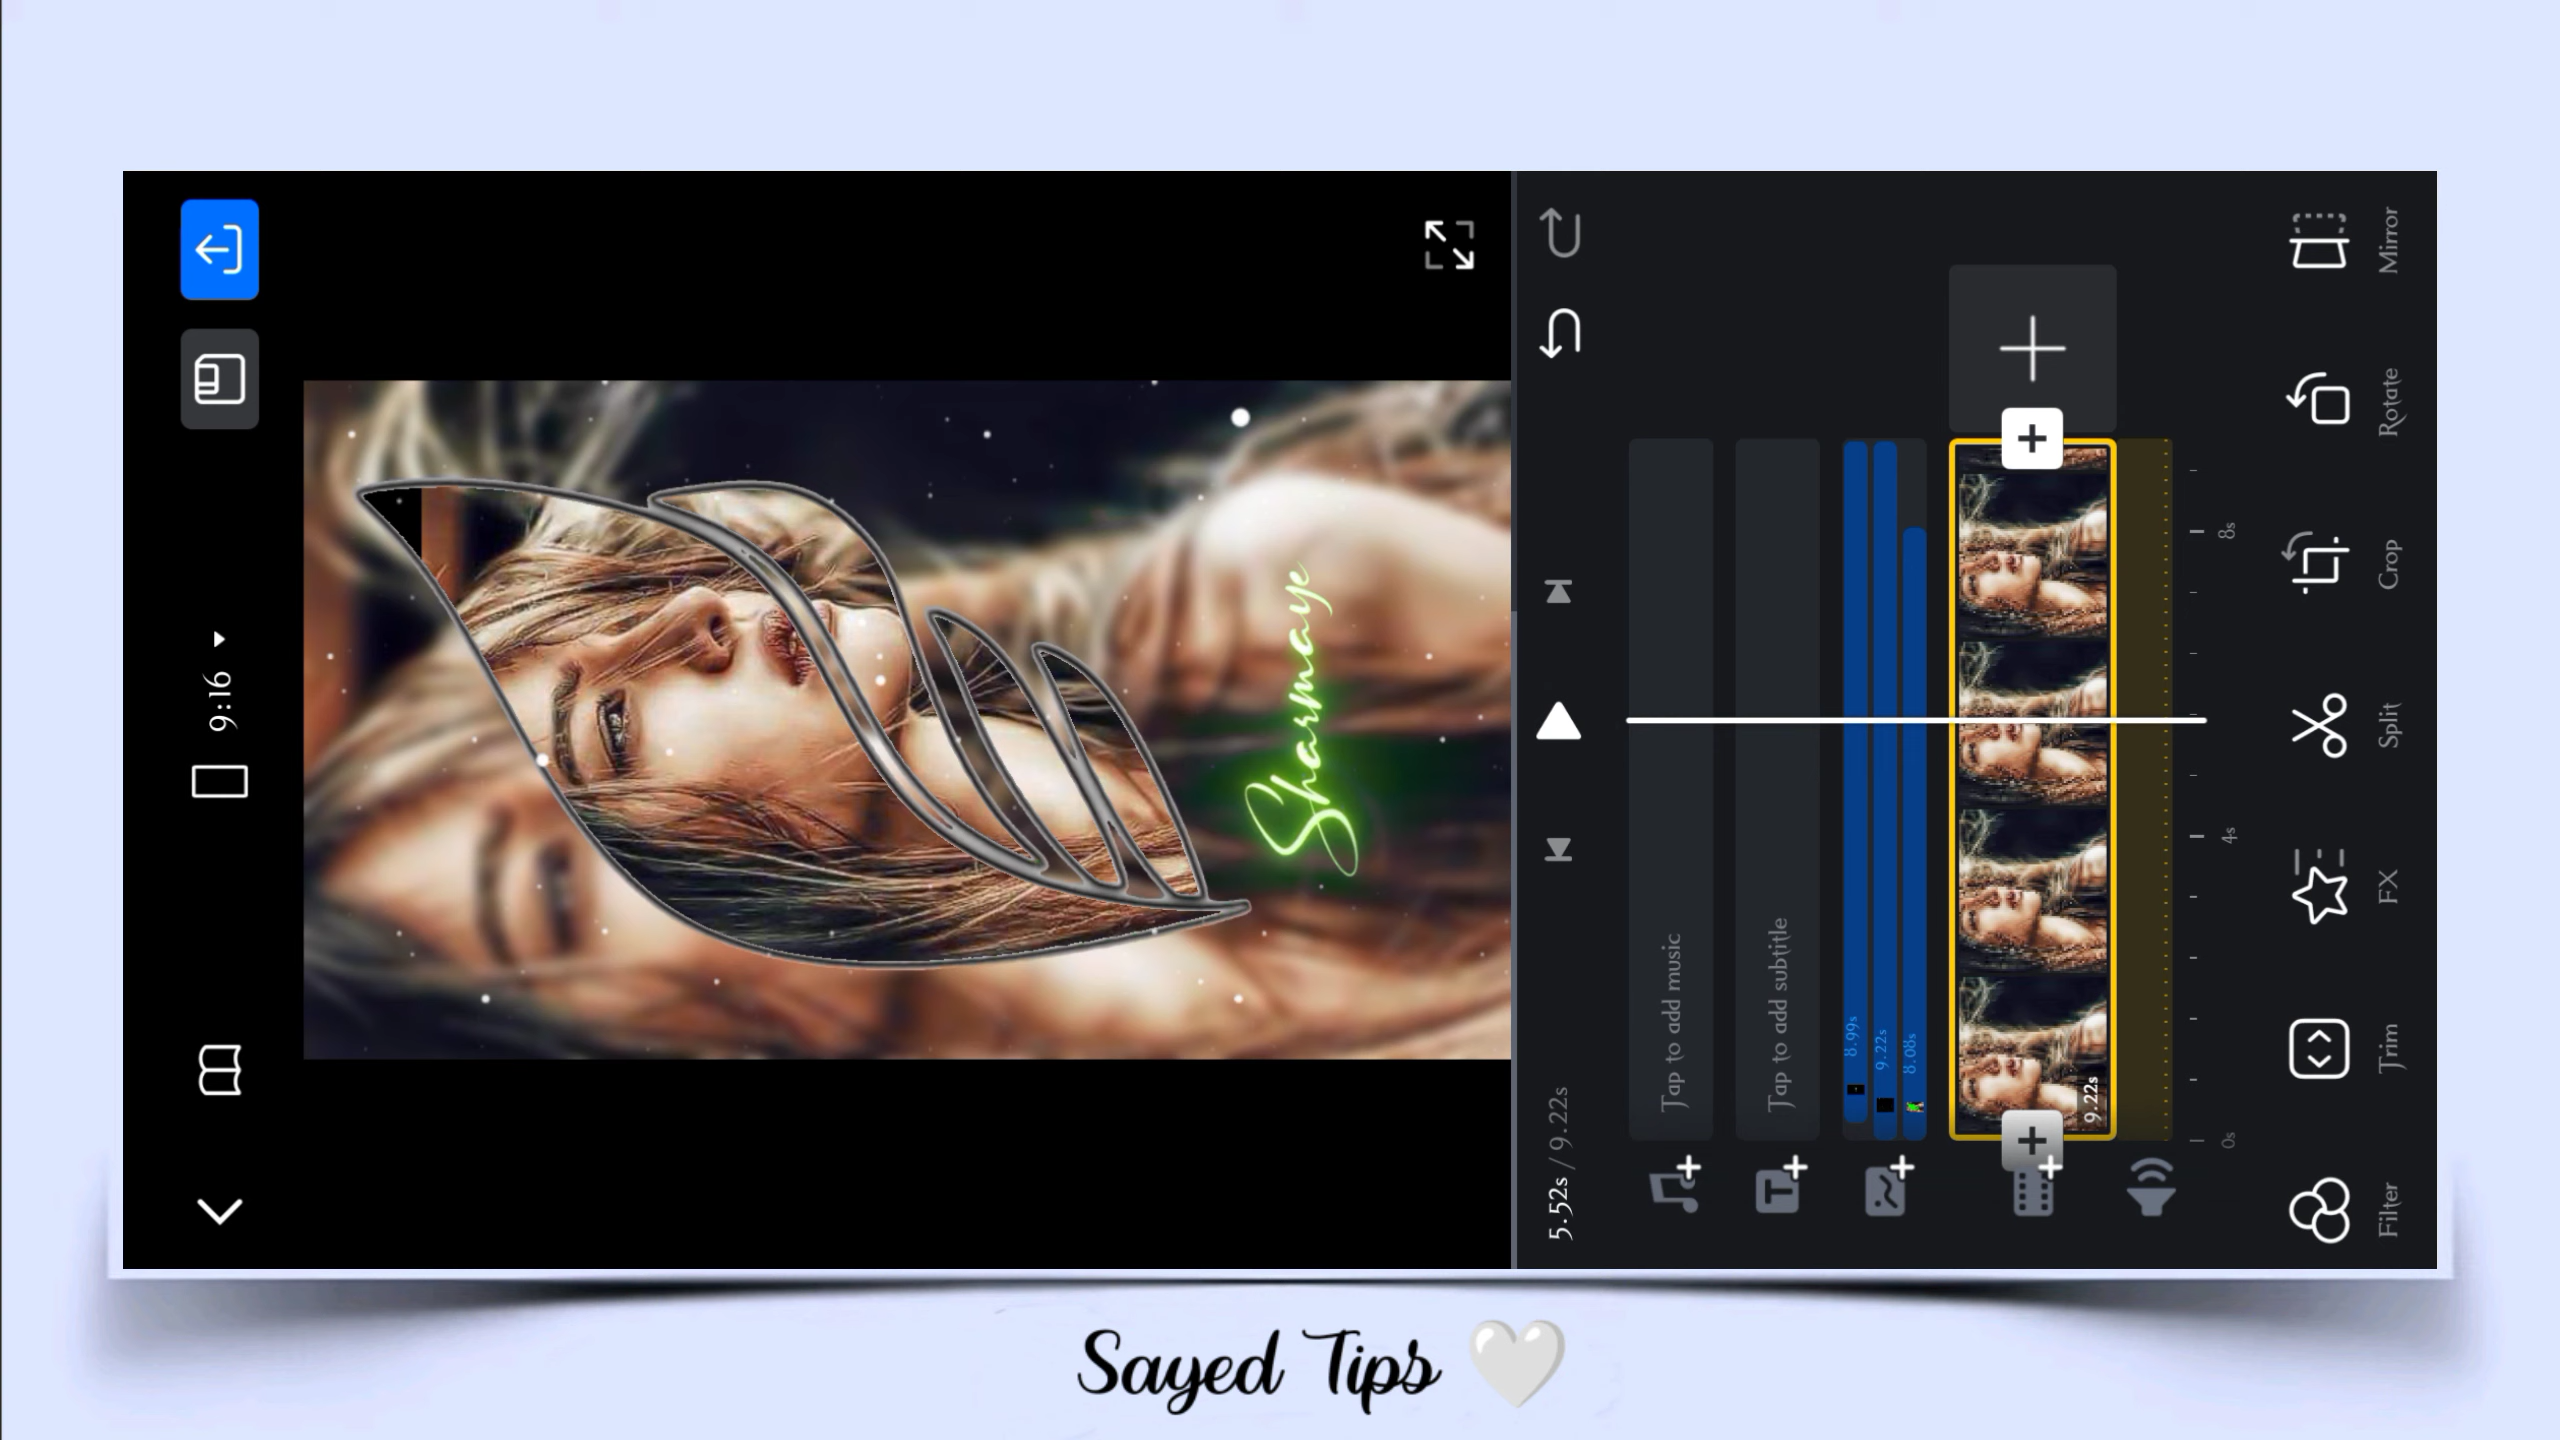 9:16
Sharmaye
5.52s / 9.22s
Tap to add music
Tap to add subtitle
8.99s
9.22s
8.08s
9.22s
0s
4s
8s
Filter
Trim
FX
Split
Crop
Rotate
Mirror
Sayed Tips 🤍